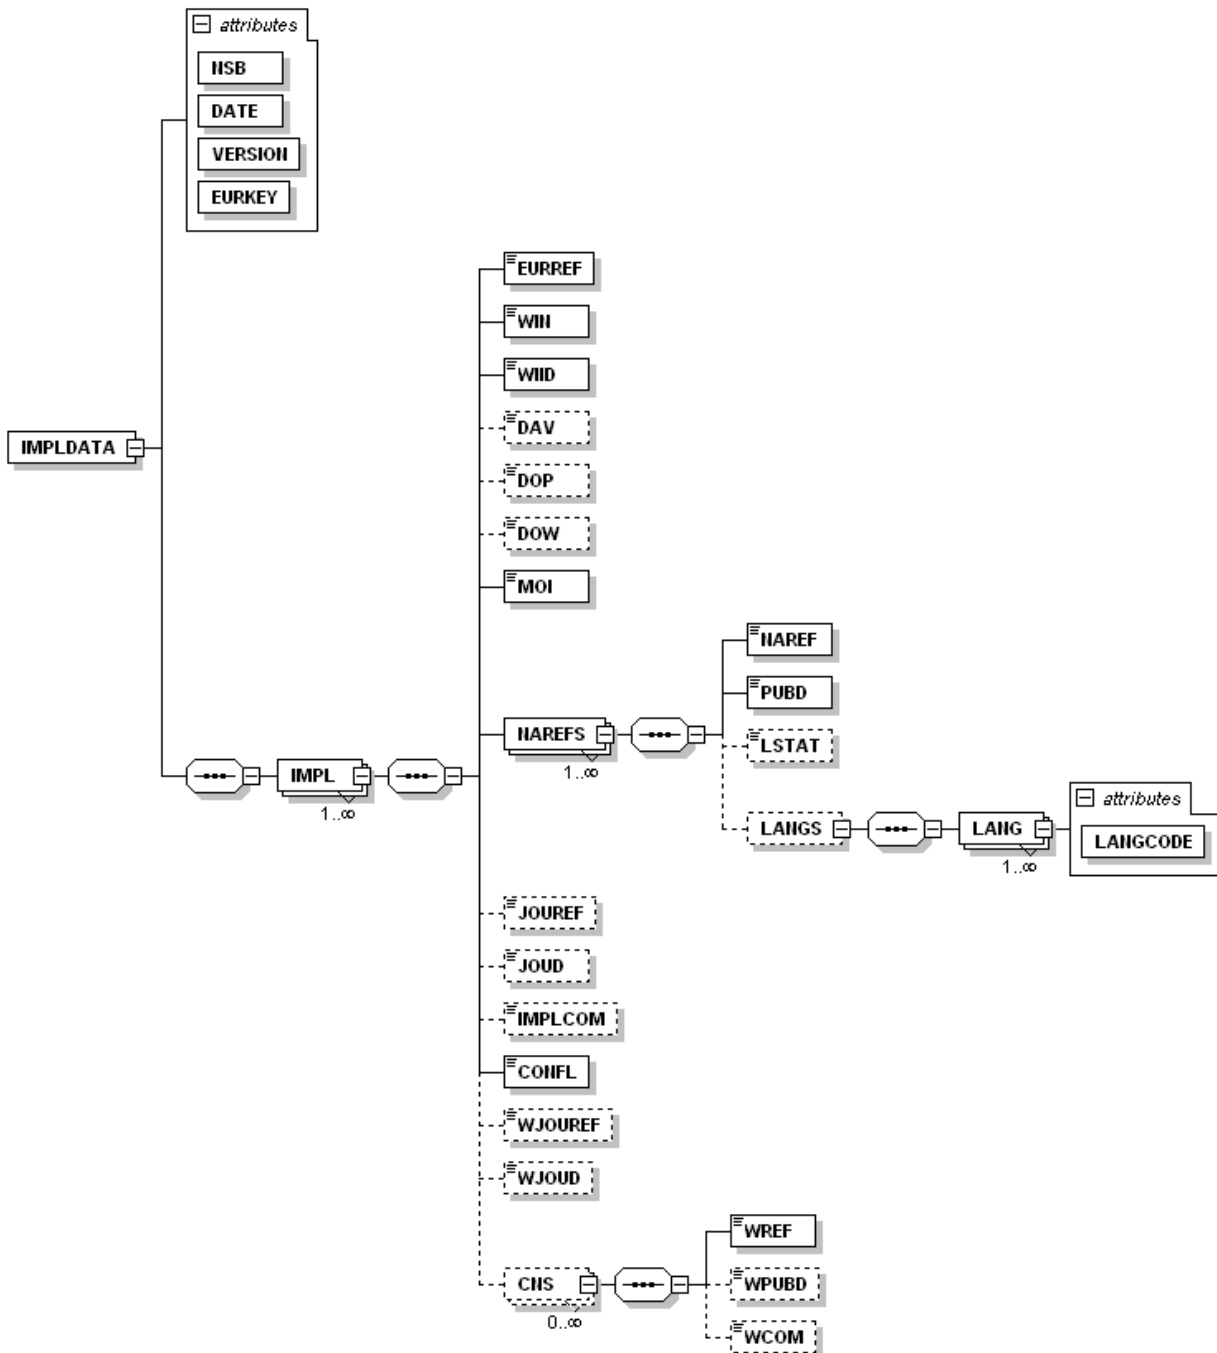 attributes
NSB
DATE
VERSION
EURKEY
EURREF
WIN
WIID
DAV
IMPLDATA
DOP
DOW
MOI
NAREF
PUBD
NAREFS
1..∞
LSTAT
IMPL
1..∞
LANGS
LANG
1..∞
attributes
LANGCODE
JOUREF
JOUD
IMPLCOM
CONFL
WJOUREF
WJOUD
WREF
CNS
0..∞
WPUBD
WCOM